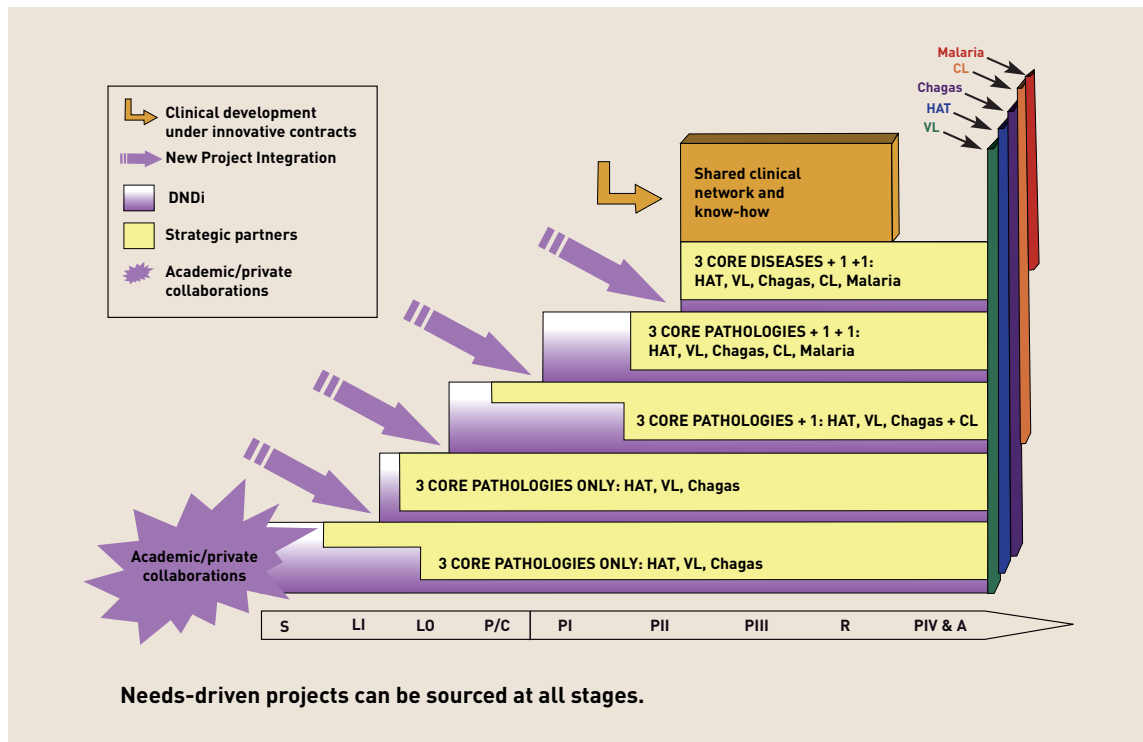 Malaria
CL
Chagas
HAT
VL
Clinical development
under innovative contracts
New Project Integration
DNDi
Strategic partners
Academic/private
collaborations
Shared clinical
network and
know-how
3 CORE DISEASES + 1 +1:
HAT, VL, Chagas, CL, Malaria
3 CORE PATHOLOGIES + 1 + 1:
HAT, VL, Chagas, CL, Malaria
3 CORE PATHOLOGIES + 1: HAT, VL, Chagas + CL
3 CORE PATHOLOGIES ONLY: HAT, VL, Chagas
Academic/private
collaborations
3 CORE PATHOLOGIES ONLY: HAT, VL, Chagas
S LI LO P/C PI PII PIII R PIV & A
Needs-driven projects can be sourced at all stages.